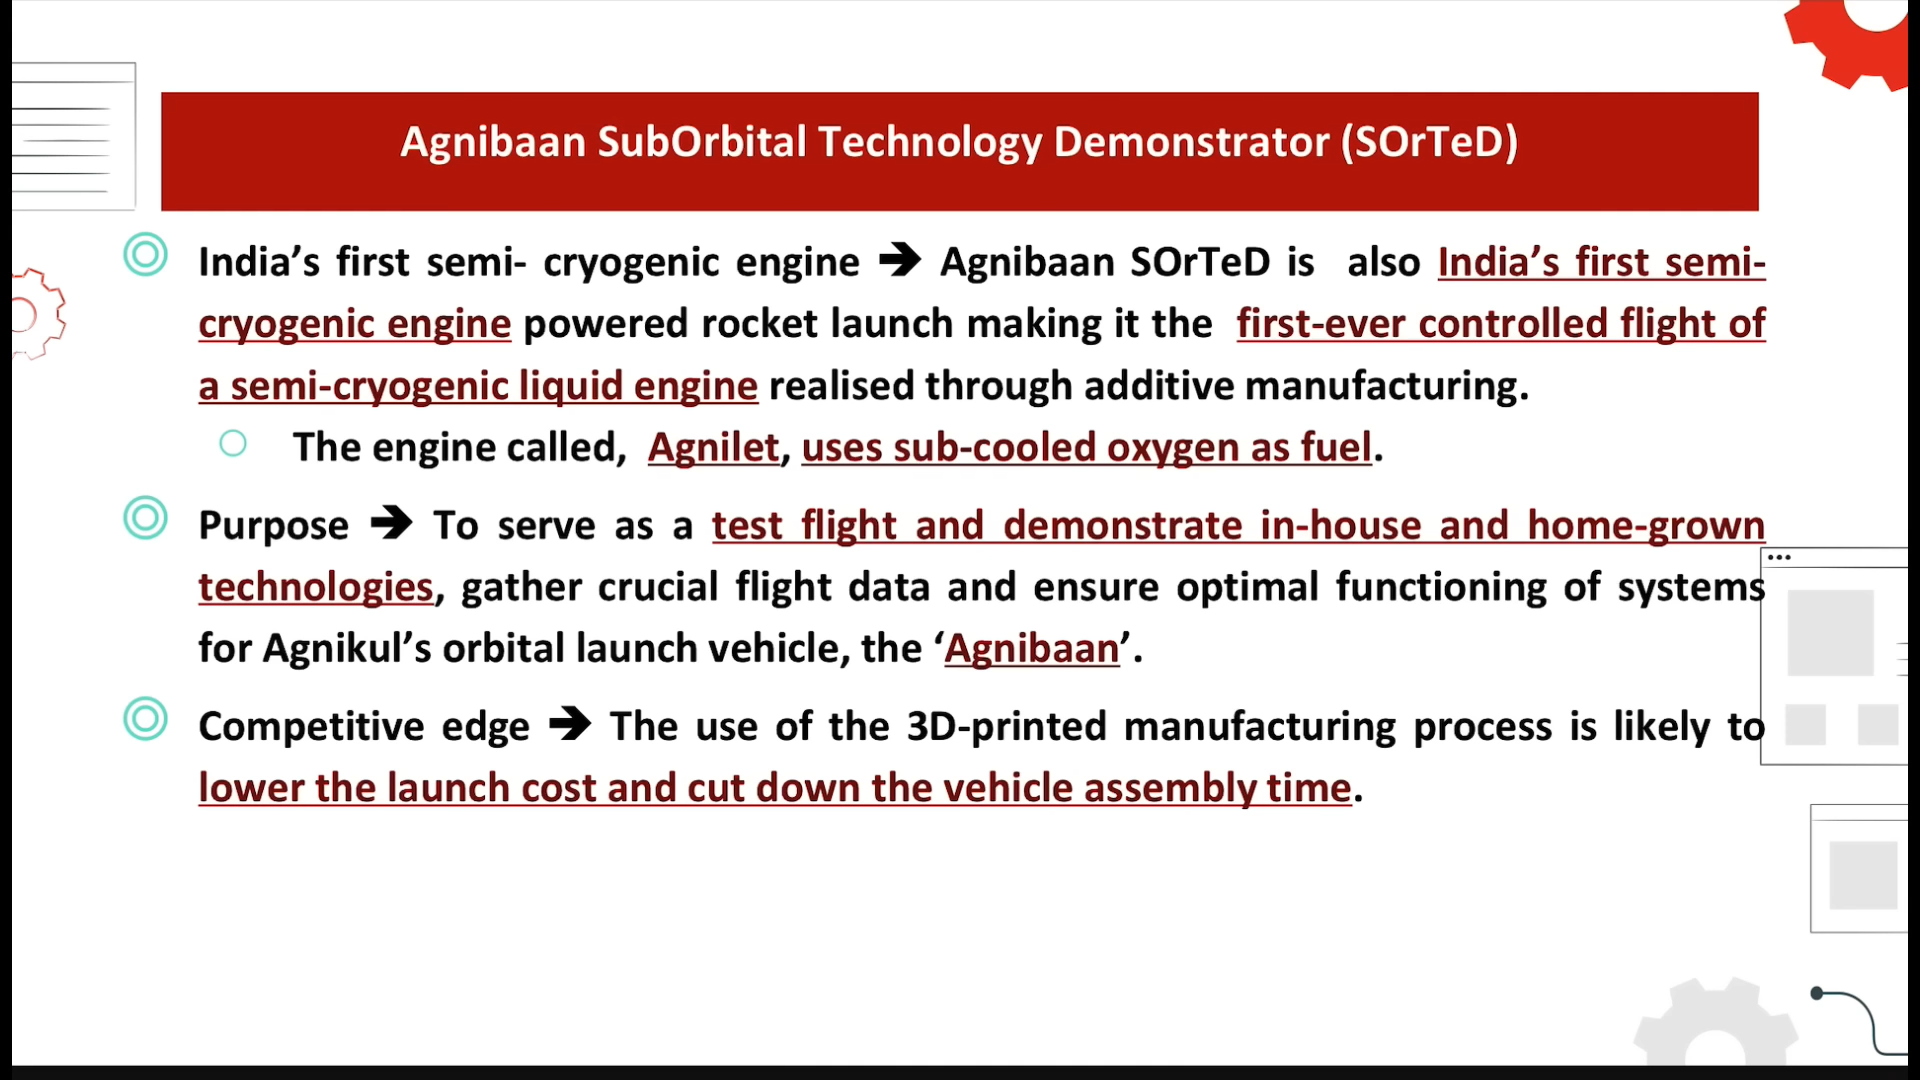 Agnibaan SubOrbital Technology Demonstrator (SOrTeD)
India’s first semi- cryogenic engine ➔ Agnibaan SOrTeD is also India’s first semi-
cryogenic engine powered rocket launch making it the first-ever controlled flight of
a semi-cryogenic liquid engine realised through additive manufacturing.
The engine called, Agnilet, uses sub-cooled oxygen as fuel.
Purpose ➔ To serve as a test flight and demonstrate in-house and home-grown
technologies, gather crucial flight data and ensure optimal functioning of systems
for Agnikul’s orbital launch vehicle, the ‘Agnibaan’.
Competitive edge ➔ The use of the 3D-printed manufacturing process is likely to
lower the launch cost and cut down the vehicle assembly time.